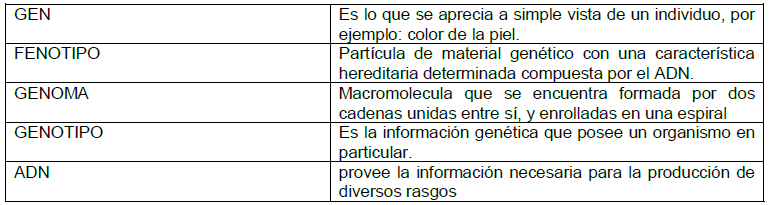 GEN
Es lo que se aprecia a simple vista de un individuo, por
ejemplo: color de la piel.
FENOTIPO
Partícula de material genético con una característica
hereditaria determinada compuesta por el ADN.
GENOMA
Macromolecula que se encuentra formada por dos
cadenas unidas entre sí, y enrolladas en una espiral
GENOTIPO
Es la información genética que posee un organismo en
particular.
ADN
provee la información necesaria para la producción de
diversos rasgos